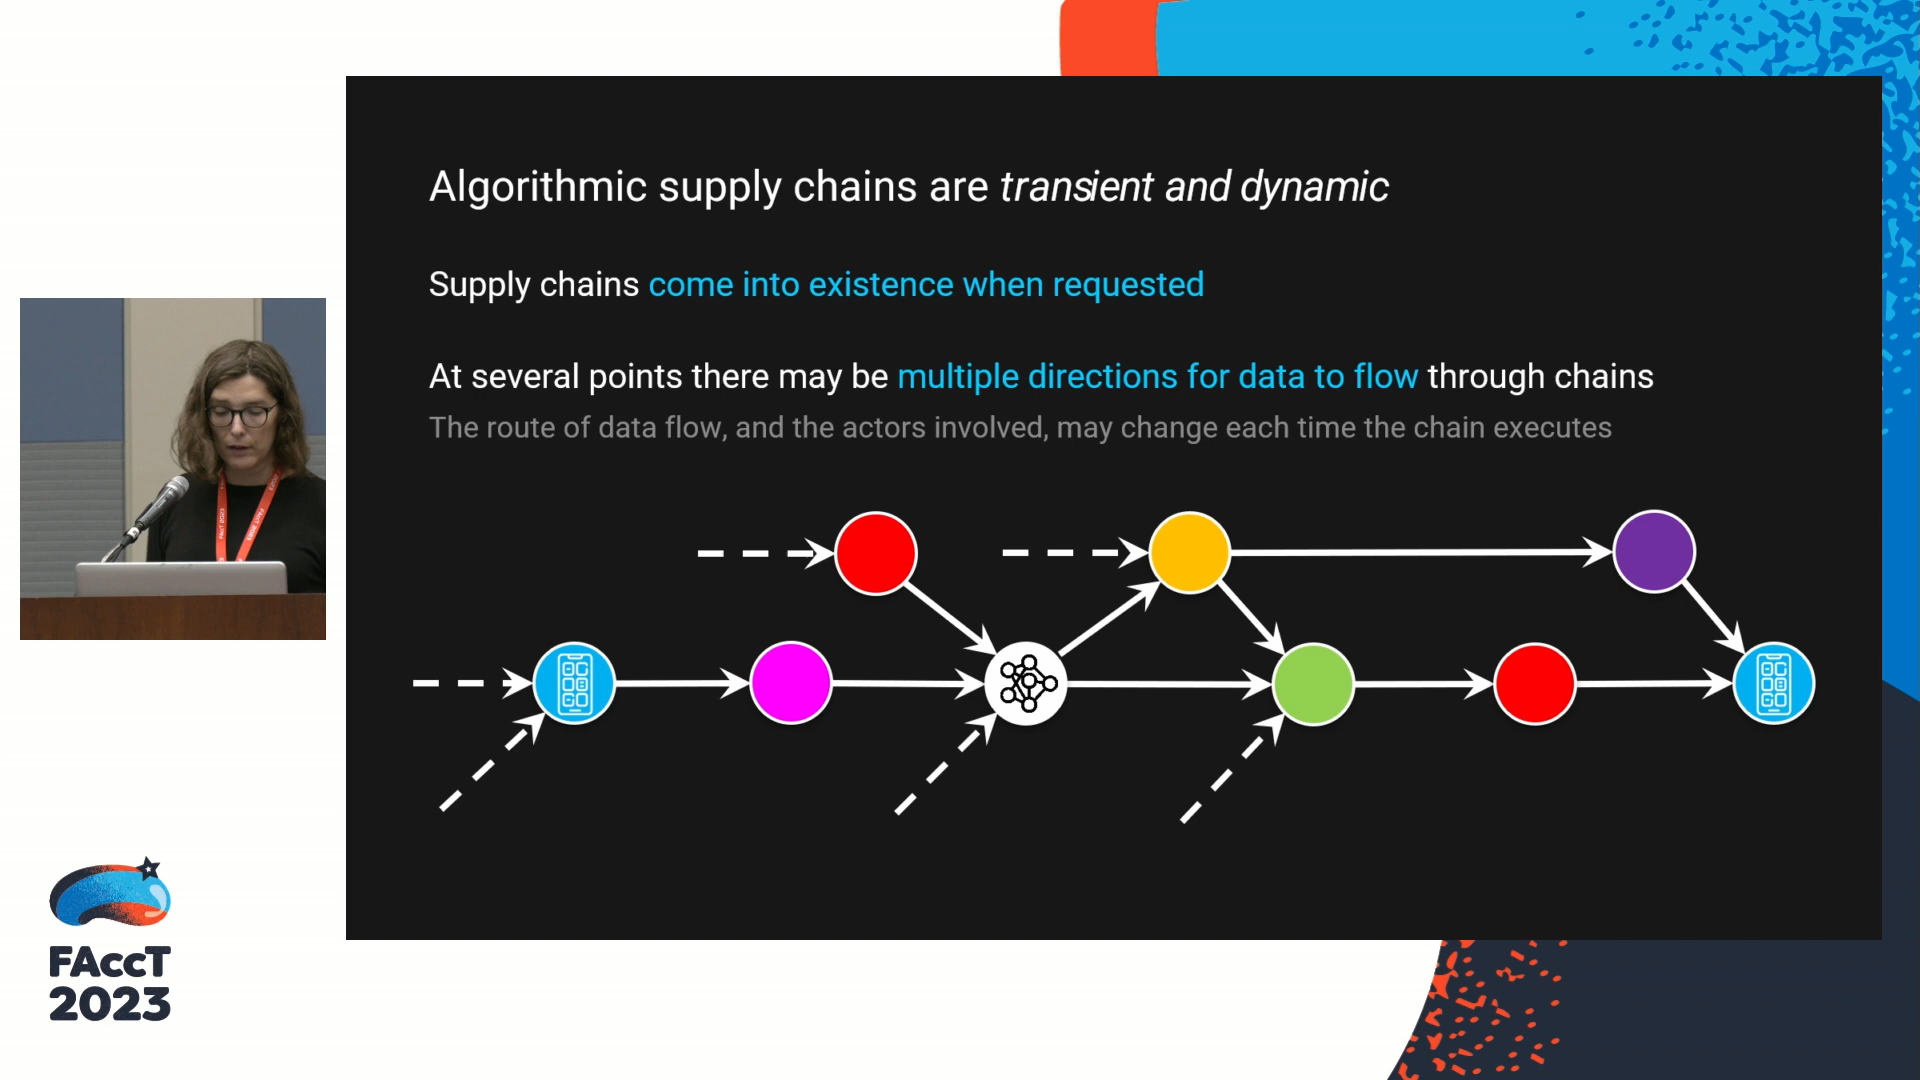 Algorithmic supply chains are transient and dynamic
Supply chains come into existence when requested
At several points there may be multiple directions for data to flow through chains
The route of data flow, and the actors involved, may change each time the chain executes
FAccT
2023